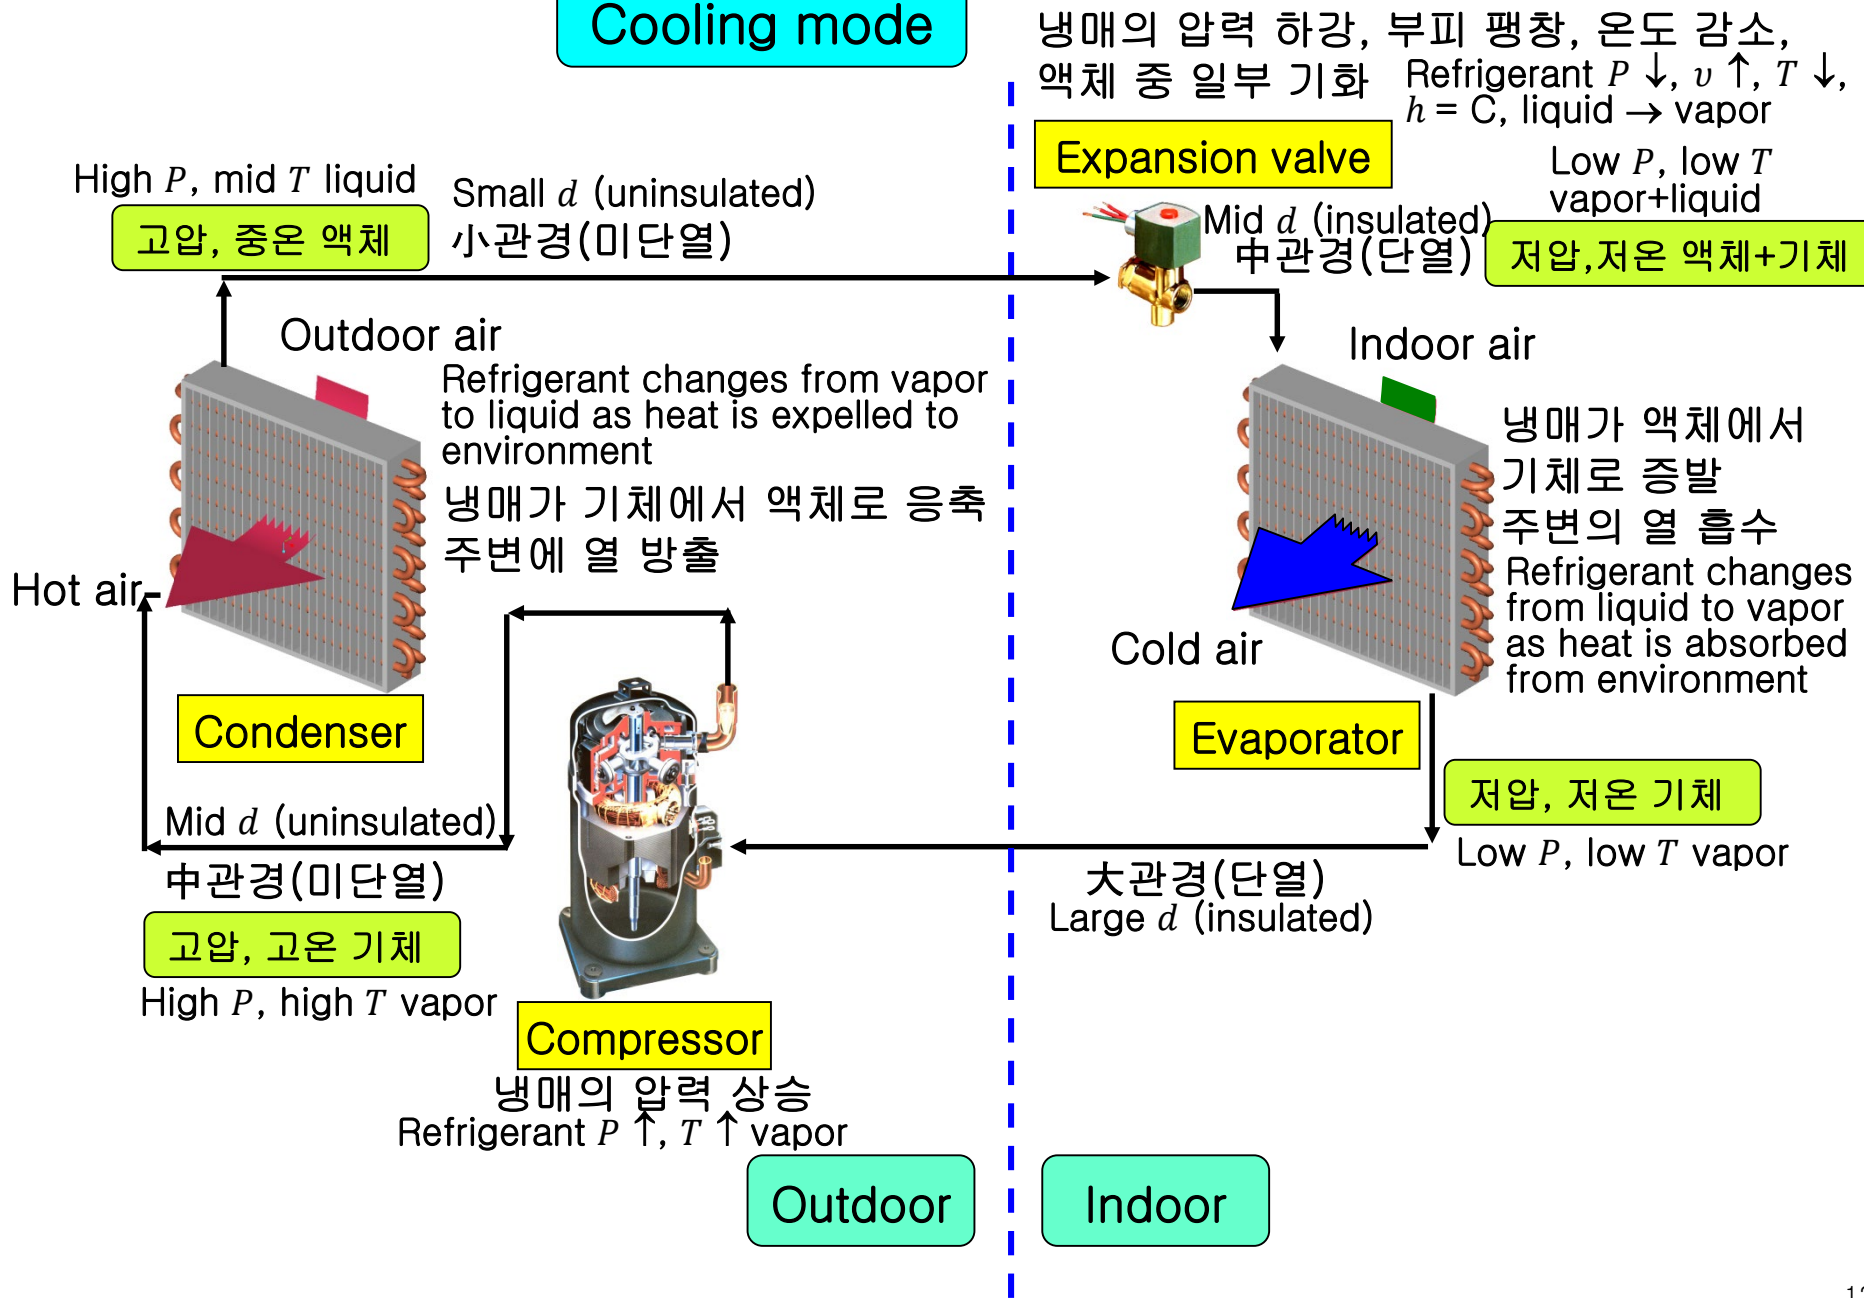 Cooling mode
냉매의 압력 하강, 부피 팽창, 온도 감소,
액체 중 일부 기화
Refrigerant P ↓, υ ↑, T ↓,
h = C, liquid → vapor
Expansion valve
Low P, low T
vapor+liquid
저압,저온 액체+기체
Mid d (insulated)
中관경(단열)
High P, mid T liquid
고압, 중온 액체
Small d (uninsulated)
小관경(미단열)
Outdoor air
Refrigerant changes from vapor
to liquid as heat is expelled to
environment
냉매가 기체에서 액체로 응축
주변에 열 방출
Hot air
Condenser
Indoor air
냉매가 액체에서
기체로 증발
주변의 열 흡수
Refrigerant changes
from liquid to vapor
as heat is absorbed
from environment
Cold air
Evaporator
저압, 저온 기체
Low P, low T vapor
Mid d (uninsulated)
中관경(미단열)
고압, 고온 기체
High P, high T vapor
大관경(단열)
Large d (insulated)
Compressor
냉매의 압력 상승
Refrigerant P ↑, T ↑ vapor
Outdoor
Indoor